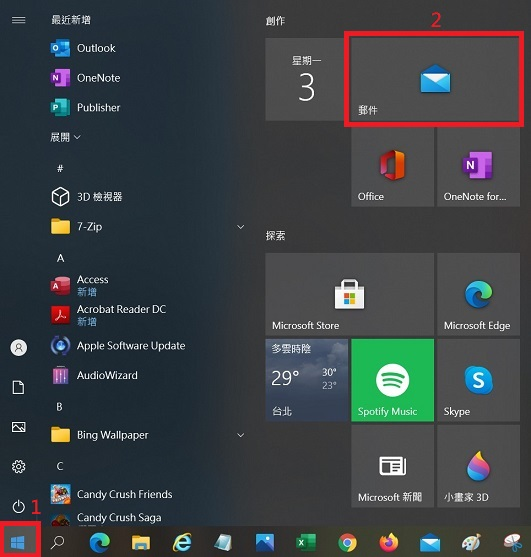 最近新增
Outlook
OneNote
Publisher
展開
#
3D 檢視器
7-Zip
A
Access
新增
Acrobat Reader DC
新增
Apple Software Update
AudioWizard
B
Bing Wallpaper
C
Candy Crush Friends
Candy Crush Saga
1
創作
2
星期一
3
郵件
Office
OneNote for...
探索
Microsoft Store
Microsoft Edge
多雲時陰
29° 30°
23°
台北
Spotify Music
Skype
Microsoft 新聞
小畫家 3D